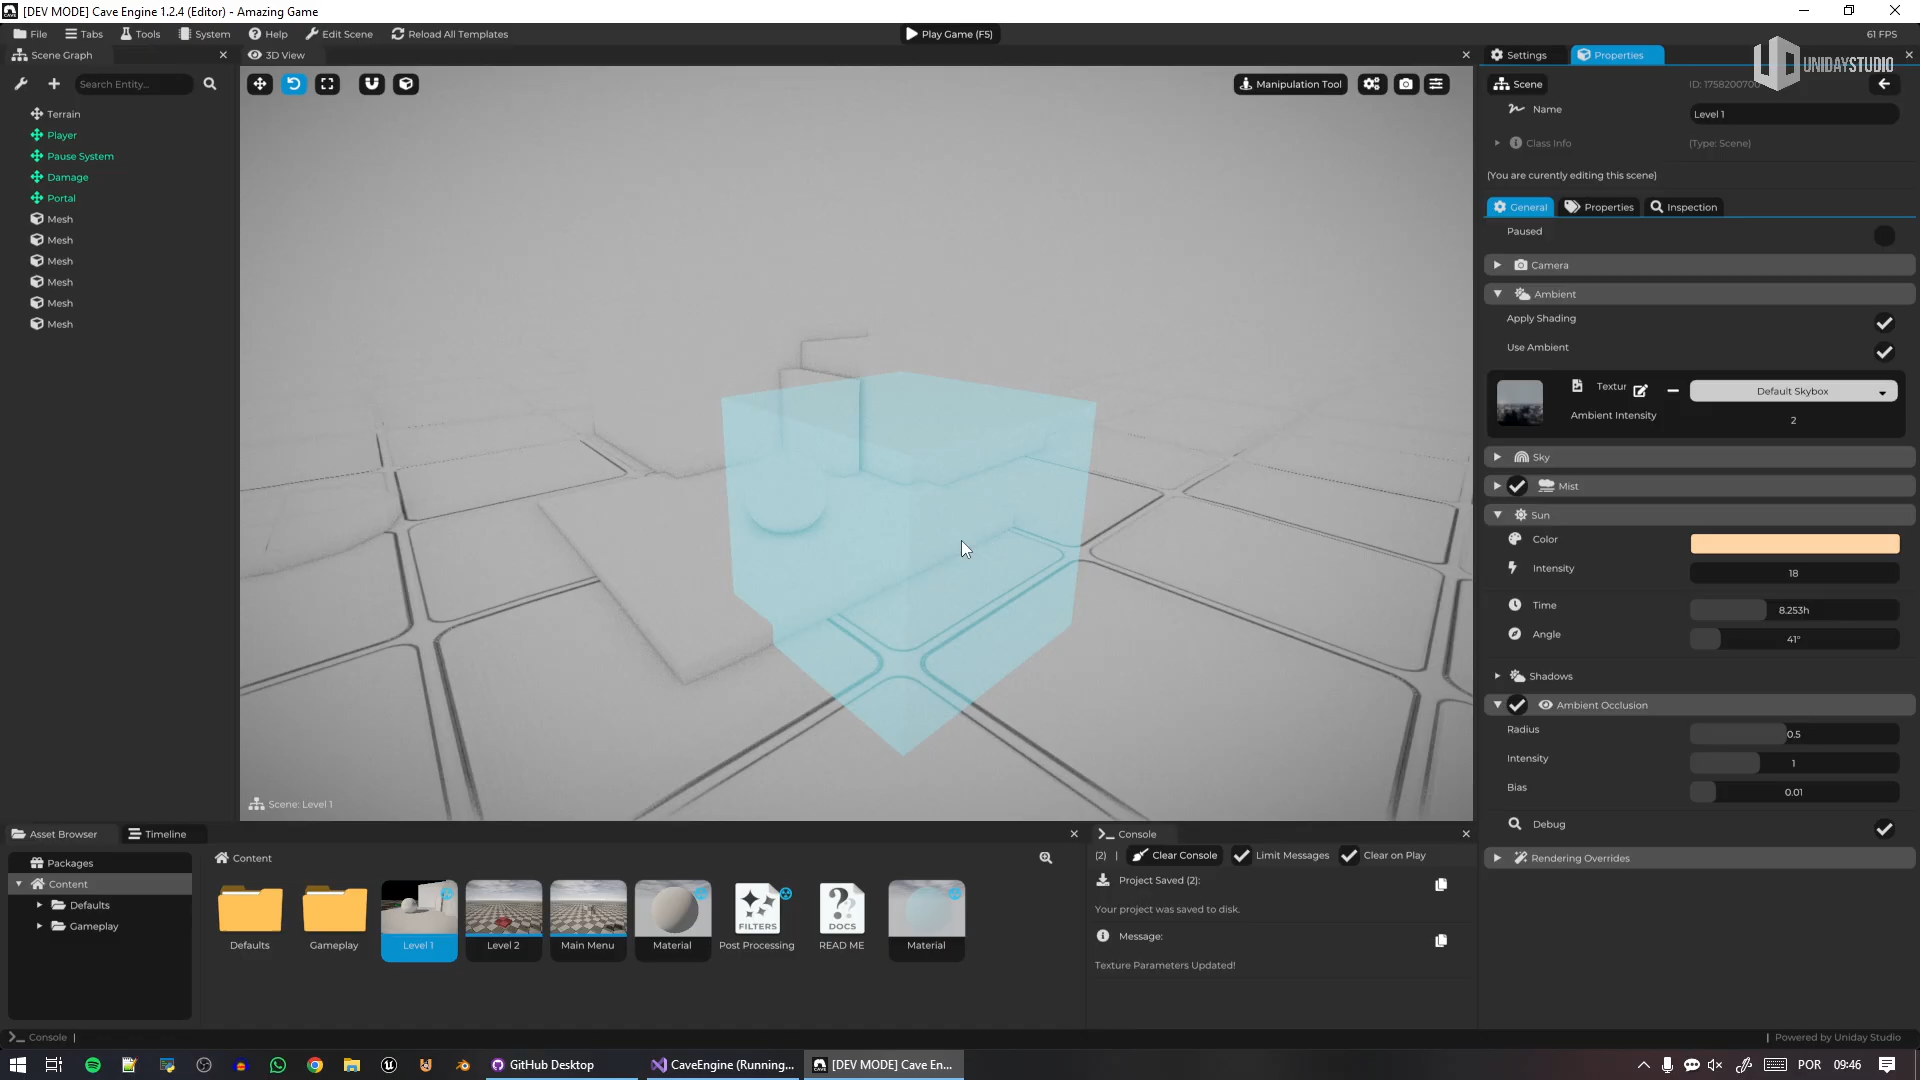 [DEV MODE] Cave Engine 1.2.4 (Editor) - Amazing Game
File Tabs Tools System Help Edit Scene Reload All Templates Play Game (F5) 61 FPS
Scene Graph
3D View
Settings Properties
UNIDAYSTUDIO
Search Entity...
Manipulation Tool
Scene
ID: 1758200700
Name
Level 1
Class Info
(Type: Scene)
(You are curently editing this scene)
General Properties Inspection
Terrain
Player
Pause System
Damage
Portal
Mesh
Mesh
Mesh
Mesh
Mesh
Mesh
Paused
Camera
Ambient
Apply Shading
Use Ambient
Textur
Default Skybox
Ambient Intensity
2
Sky
Mist
Sun
Color
Intensity
18
Time
8.253h
Angle
41°
Shadows
Ambient Occlusion
Radius
0.5
Intensity
1
Bias
0.01
Debug
Rendering Overrides
Scene: Level 1
Asset Browser Timeline
Packages
Content
Defaults
Gameplay
Content
Defaults
Gameplay
Level 1
Level 2
Main Menu
Material
FILTERS
Post Processing
DOCS
READ ME
Material
Console
(2) | Clear Console Limit Messages Clear on Play
Project Saved (2):
Your project was saved to disk.
Message:
Texture Parameters Updated!
Console |
| Powered by Uniday Studio
GitHub Desktop
CaveEngine (Running...
[DEV MODE] Cave En...
POR
09:46